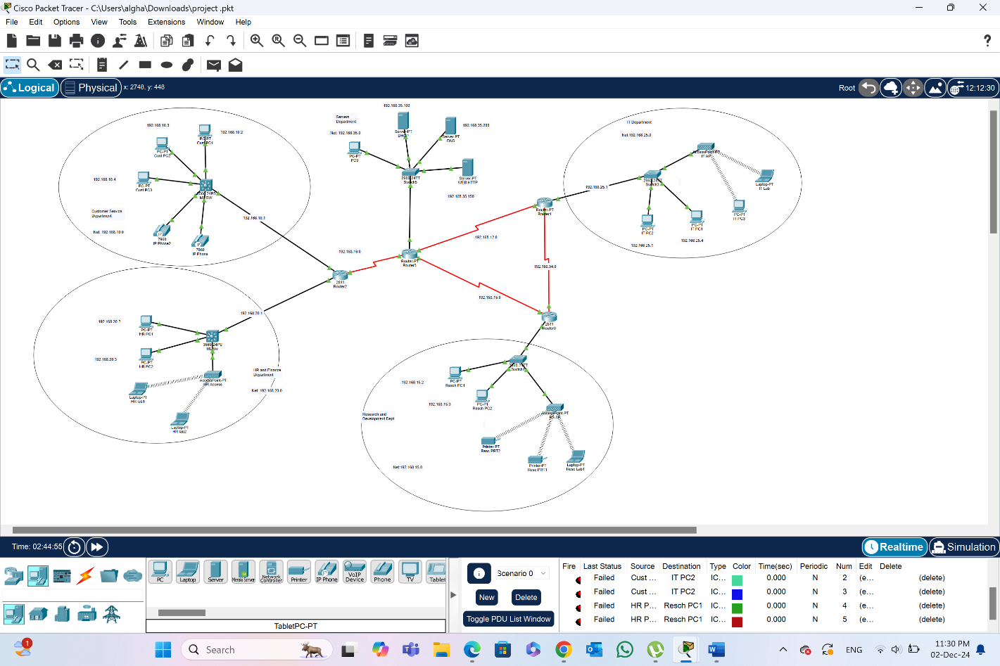 Cisco Packet Tracer - C:\Users\algha\Downloads\project .pkt
File Edit Options View Tools Extensions Window Help
Logical Physical x: 2748, y: 448 Root 12:12:30
192.168.10.3
192.168.10.2
PC-PT
Cust PC1
PC-PT
Cust PC2
192.168.10.4
PC-PT
Cust PC3
3560-24PS
Customer Service
Department
Net: 192.168.10.0
7960
IP Phone2
7960
IP Phone
192.168.10.1
Servers
Department
Net: 192.168.35.0
192.168.35.100
Server-PT
192.168.35.200
Server-PT
DNS
PC-PT
PC9
2960-24TT
Switch5
Server-PT
WEB HTTP
192.168.35.150
IT Department
Net:192.168.25.0
AccessPoint-PT
IT AP
Laptop-PT
IT Lab
192.168.25.1
2960-24TT
Switch3
PC-PT
IT PC3
PC-PT
IT PC2
PC-PT
IT PC1
192.168.25.1
192.168.25.4
Router-PT
Router1
192.168.12.0
192.168.16.0
Router-PT
Router3
192.168.34.0
2811
Router2
192.168.15.0
2811
Router0
192.168.20.1
192.168.20.2
PC-PT
HR PC1
3560-24PS
192.168.20.3
PC-PT
HR PC2
HR and Finance
Department
AccessPoint-PT
HR Access
Net: 192.168.20.0
Laptop-PT
HR lab1
Laptop-PT
HR lab2
2960-24TT
PC-PT
Resch PC1
192.168.15.2
192.168.15.3
PC-PT
Resch PC2
Research and
Development Dept
AccessPoint-PT
RS AP
Printer-PT
Resc PRT2
Printer-PT
Resc PRT1
Laptop-PT
Resc Lab1
Net:192.168.15.0
Time: 02:44:55 Realtime Simulation
PC Laptop Server Meraki Server Network Controller Printer IP Phone VoIP Device Phone TV Tablet
TabletPC-PT
Scenario 0
New Delete
Toggle PDU List Window
Fire Last Status Source Destination Type Color Time(sec) Periodic Num Edit Delete
Failed Cust ... IT PC2 IC... 0.000 N 2 (e... (delete)
Failed Cust ... IT PC2 IC... 0.000 N 3 (e... (delete)
Failed HR P... Resch PC1 IC... 0.000 N 4 (e... (delete)
Failed HR P... Resch PC1 IC... 0.000 N 5 (e... (delete)
1 Search ENG 11:30 PM
02-Dec-24